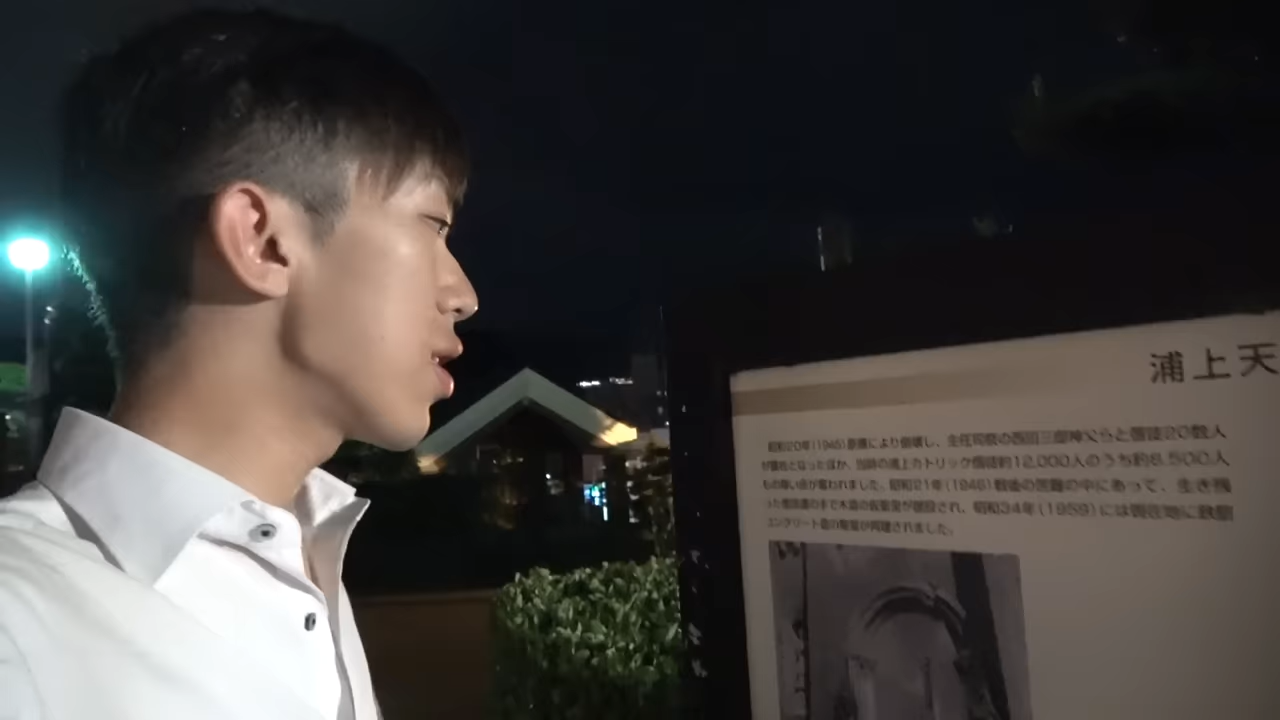 浦上天
昭和20年(1945)原爆により倒壊し、主任司祭の西田三郎神父らと信徒20数人
が犠牲となったほか、当時の浦上カトリック信徒約12,000人のうち約8,500人
もの尊い命が奪われました。昭和21年(1946)戦後の苦難の中にあって、生き残
った信徒達の手で木造の仮聖堂が建設され、昭和34年(1959)には現在地に鉄筋
コンクリート造の聖堂が再建されました。